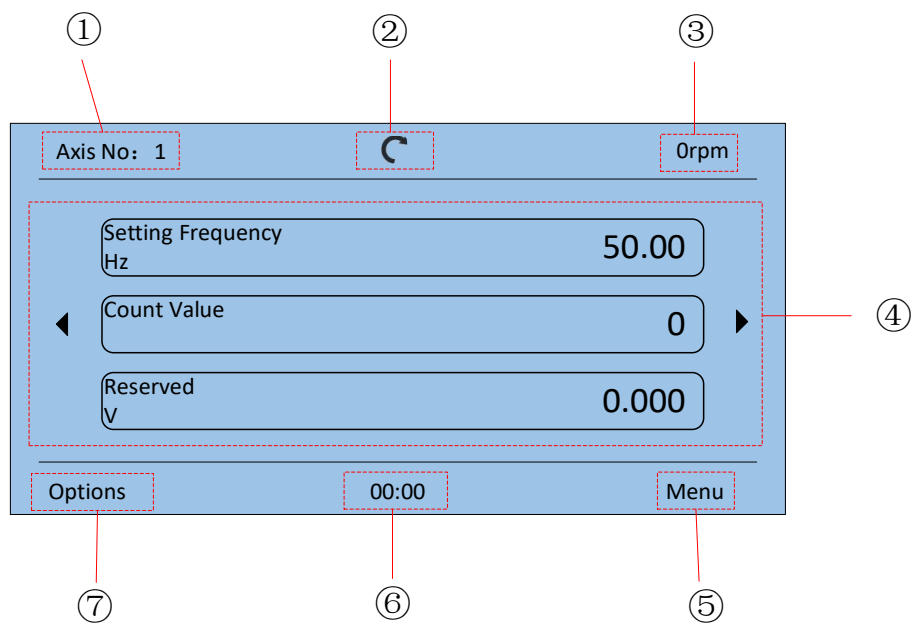 ① ② ③
Axis No：1 0rpm
Setting Frequency
Hz 50.00
Count Value
0
④
Reserved
V 0.000
Options 00:00 Menu
⑦ ⑥ ⑤